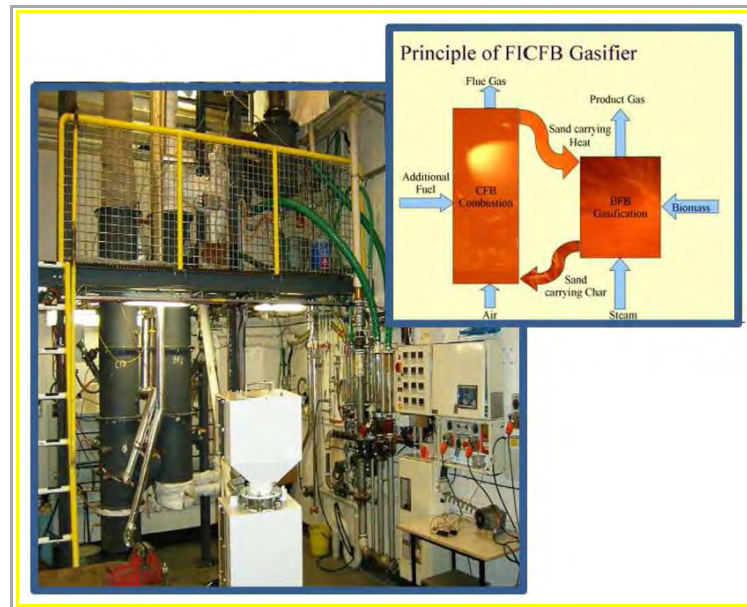 Principle of FICFB Gasifier
Flue Gas
Product Gas
Sand carrying
Heat
Additional
Fuel
CFB
Combustion
BFB
Gasification
Biomass
Sand
carrying Char
Air
Steam